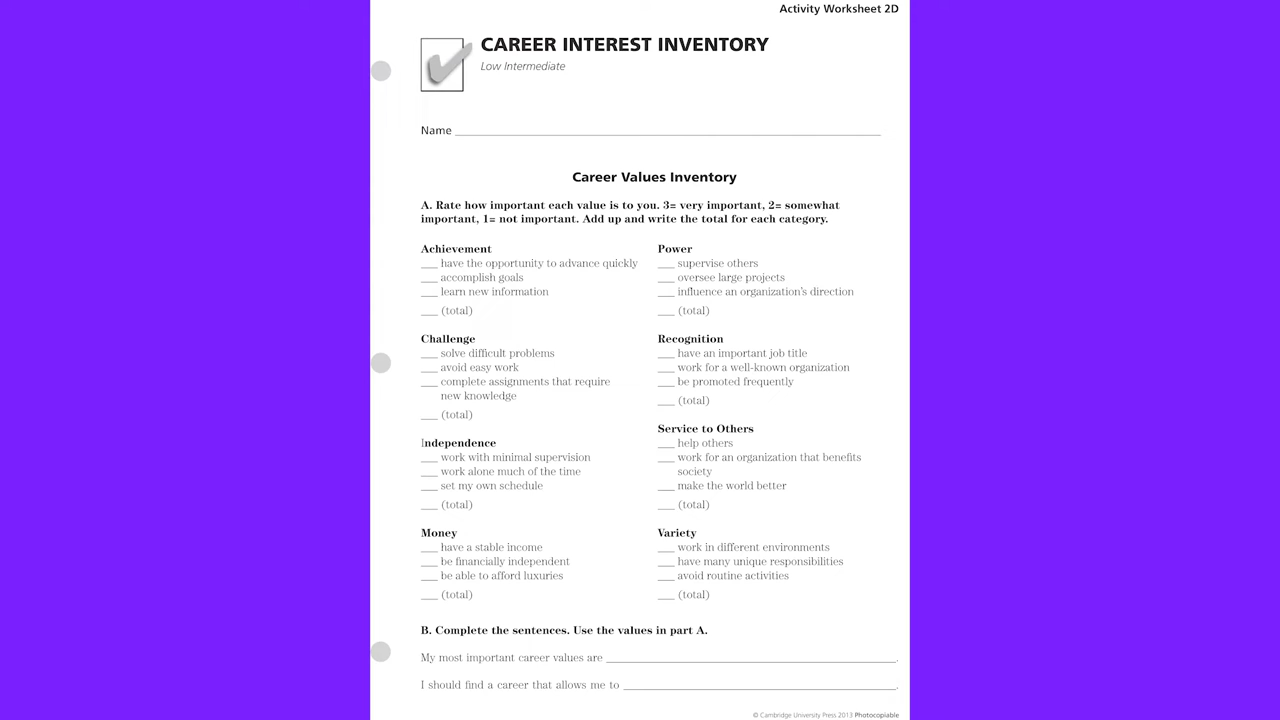 Activity Worksheet 2D
CAREER INTEREST INVENTORY
Low Intermediate
Name
Career Values Inventory
A. Rate how important each value is to you. 3= very important, 2= somewhat
important, 1= not important. Add up and write the total for each category.
Achievement
___ have the opportunity to advance quickly
___ accomplish goals
___ learn new information
___ (total)
Challenge
___ solve difficult problems
___ avoid easy work
___ complete assignments that require
new knowledge
___ (total)
Independence
___ work with minimal supervision
___ work alone much of the time
___ set my own schedule
___ (total)
Money
___ have a stable income
___ be financially independent
___ be able to afford luxuries
___ (total)
Power
___ supervise others
___ oversee large projects
___ influence an organization's direction
___ (total)
Recognition
___ have an important job title
___ work for a well-known organization
___ be promoted frequently
___ (total)
Service to Others
___ help others
___ work for an organization that benefits
society
___ make the world better
___ (total)
Variety
___ work in different environments
___ have many unique responsibilities
___ avoid routine activities
___ (total)
B. Complete the sentences. Use the values in part A.
My most important career values are ______________________________.
I should find a career that allows me to ______________________________.
© Cambridge University Press 2013 Photocopiable